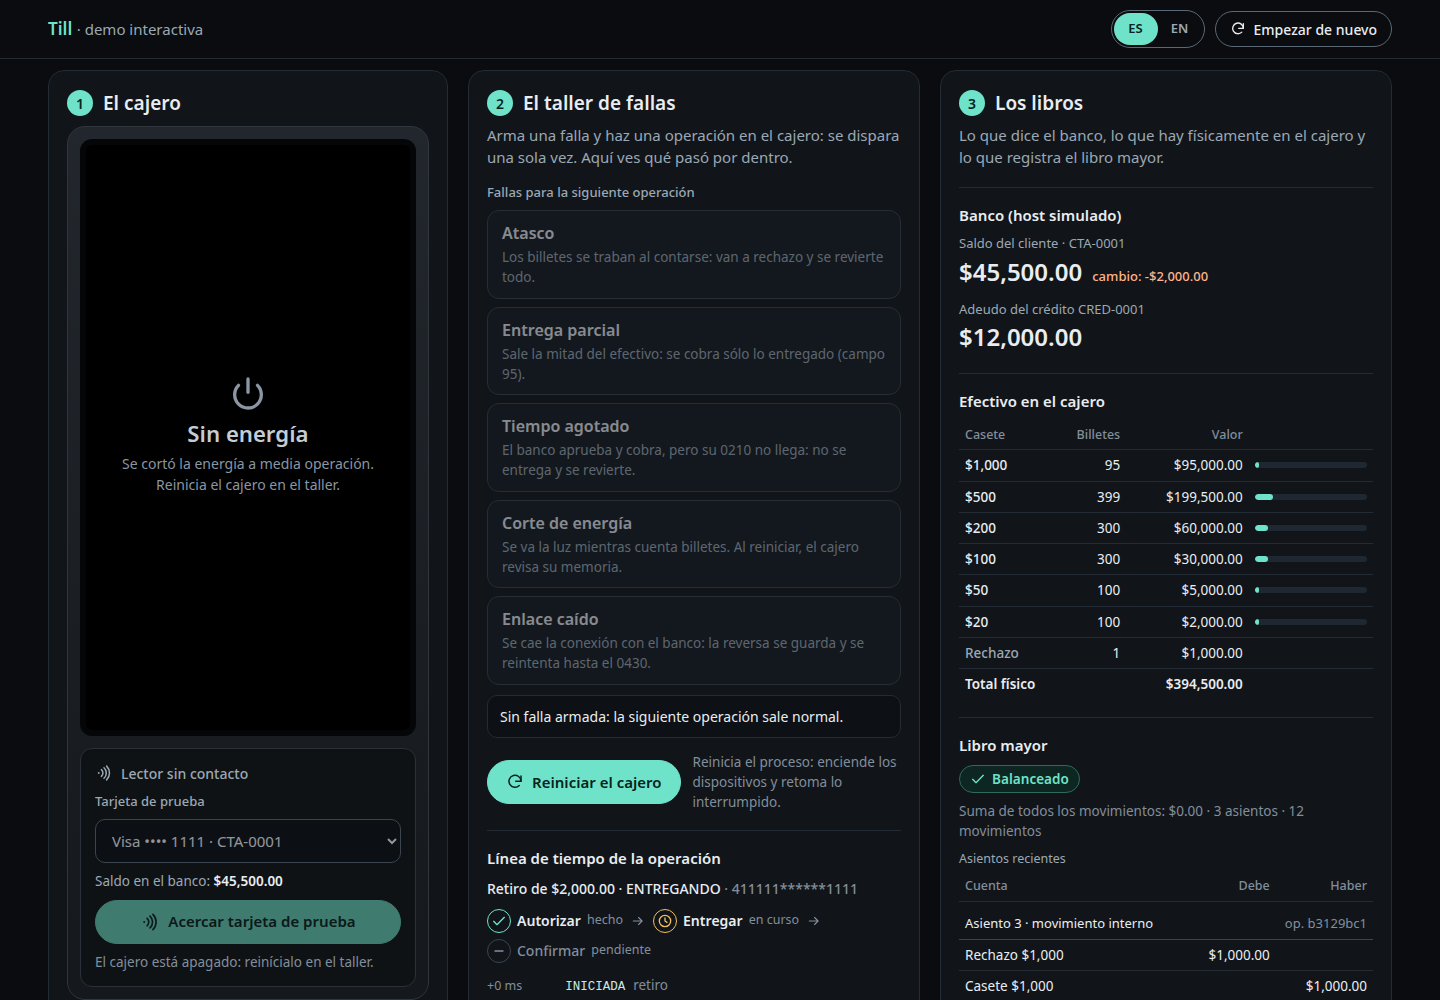 Till · demo interactiva
ES EN
Empezar de nuevo
1 El cajero
Sin energía
Se cortó la energía a media operación.
Reinicia el cajero en el taller.
Lector sin contacto
Tarjeta de prueba
Visa •••• 1111 · CTA-0001
Saldo en el banco: $45,500.00
Acercar tarjeta de prueba
El cajero está apagado: reinícialo en el taller.
2 El taller de fallas
Arma una falla y haz una operación en el cajero: se dispara
una sola vez. Aquí ves qué pasó por dentro.
Fallas para la siguiente operación
Atasco
Los billetes se traban al contarse: van a rechazo y se revierte
todo.
Entrega parcial
Sale la mitad del efectivo: se cobra sólo lo entregado (campo
95).
Tiempo agotado
El banco aprueba y cobra, pero su 0210 no llega: no se
entrega y se revierte.
Corte de energía
Se va la luz mientras cuenta billetes. Al reiniciar, el cajero
revisa su memoria.
Enlace caído
Se cae la conexión con el banco: la reversa se guarda y se
reintenta hasta el 0430.
Sin falla armada: la siguiente operación sale normal.
Reiniciar el cajero
Reinicia el proceso: enciende los
dispositivos y retoma lo
interrumpido.
Línea de tiempo de la operación
Retiro de $2,000.00 · ENTREGANDO · 411111******1111
Autorizar hecho → Entregar en curso →
Confirmar pendiente
+0 ms INICIADA retiro
3 Los libros
Lo que dice el banco, lo que hay físicamente en el cajero y
lo que registra el libro mayor.
Banco (host simulado)
Saldo del cliente · CTA-0001
$45,500.00 cambio: -$2,000.00
Adeudo del crédito CRED-0001
$12,000.00
Efectivo en el cajero
Casete Billetes Valor
$1,000 95 $95,000.00
$500 399 $199,500.00
$200 300 $60,000.00
$100 300 $30,000.00
$50 100 $5,000.00
$20 100 $2,000.00
Rechazo 1 $1,000.00
Total físico $394,500.00
Libro mayor
Balanceado
Suma de todos los movimientos: $0.00 · 3 asientos · 12
movimientos
Asientos recientes
Cuenta Debe Haber
Asiento 3 · movimiento interno op. b3129bc1
Rechazo $1,000 $1,000.00
Casete $1,000 $1,000.00